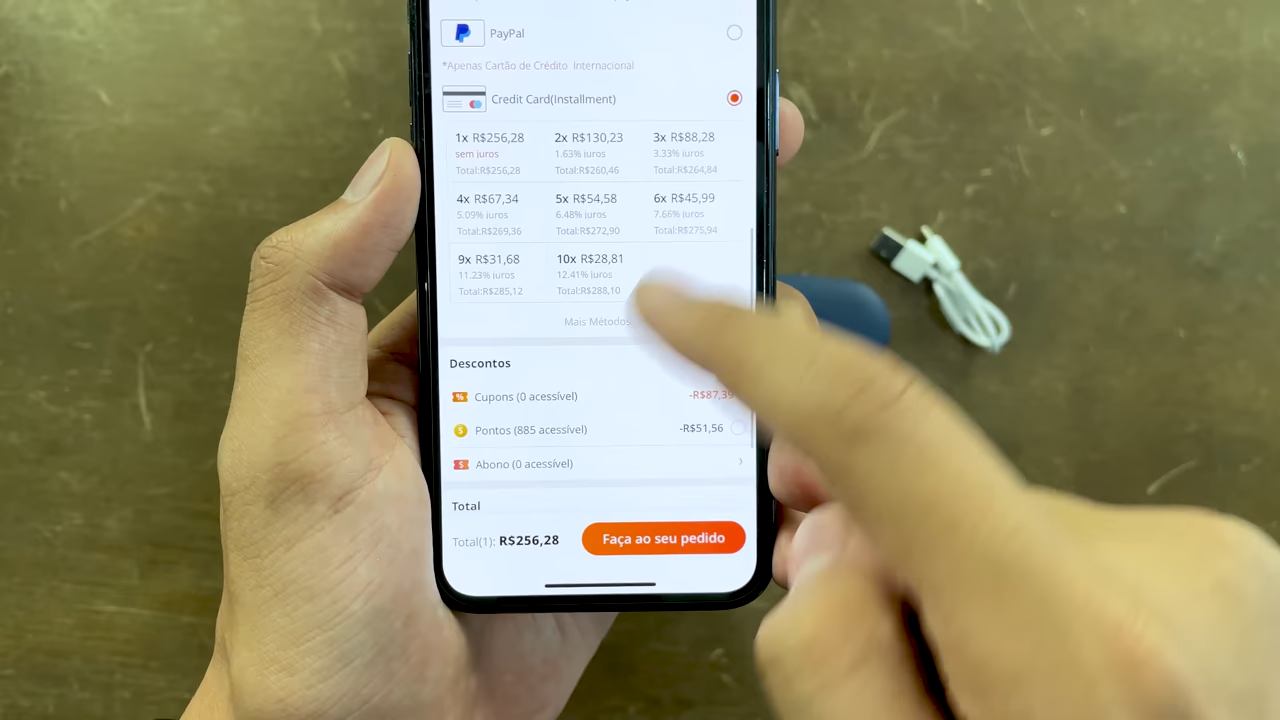 PayPal
*Apenas Cartão de Crédito Internacional
Credit Card(Installment)
1x R$256,28 2x R$130,23 3x R$88,28
sem juros 1.63% juros 3.33% juros
Total:R$256,28 Total:R$260,46 Total:R$264,84
4x R$67,34 5x R$54,58 6x R$45,99
5.09% juros 6.48% juros 7.66% juros
Total:R$269,36 Total:R$272,90 Total:R$275,94
9x R$31,68 10x R$28,81
11.23% juros 12.41% juros
Total:R$285,12 Total:R$288,10
Mais Métodos
Descontos
Cupons (0 acessível) -R$87,39
Pontos (885 acessível) -R$51,56
Abono (0 acessível)
Total
Total(1): R$256,28 Faça ao seu pedido